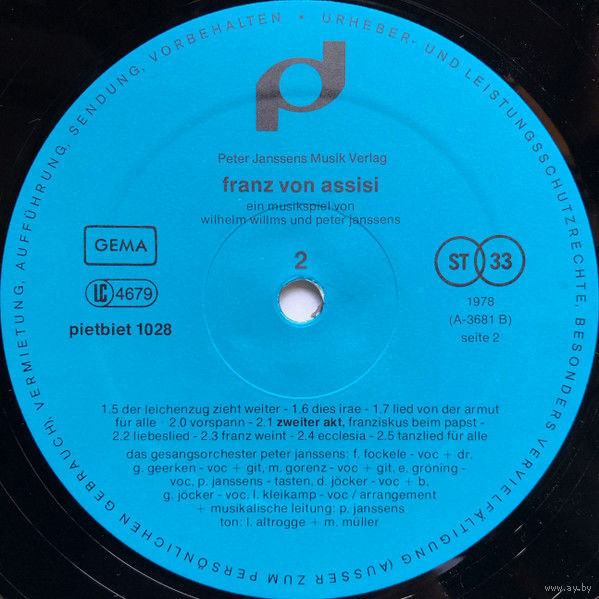 URHEBER- UND LEISTUNGSSCHUTZRECHTE, BESONDERS VERVIELFÄLTIGUNG (AUSSER ZUM PERSÖNLICHEN GEBRAUCH), VERMIETUNG, AUFFÜHRUNG, SENDUNG, VORBEHALTEN •
Peter Janssens Musik Verlag
franz von assisi
ein musikspiel von
wilhelm willms und peter janssens
GEMA
LC 4679
pietbiet 1028
2
ST 33
1978
(A-3681 B)
seite 2
1.5 der leichenzug zieht weiter - 1.6 dies irae - 1.7 lied von der armut
für alle - 2.0 vorspann - 2.1 zweiter akt, franziskus beim papst -
2.2 liebeslied - 2.3 franz weint - 2.4 ecclesia - 2.5 tanzlied für alle
das gesangsorchester peter janssens: f. fockele - voc + dr.
g. geerken - voc + git, m. gorenz - voc + git. e. gröning -
voc, p. janssens - tasten, d. jöcker - voc + b.
g. jöcker - voc, l. kleikamp - voc / arrangement
+ musikalische leitung: p. janssens
ton: l. altrogge + m. müller
www.ay.by